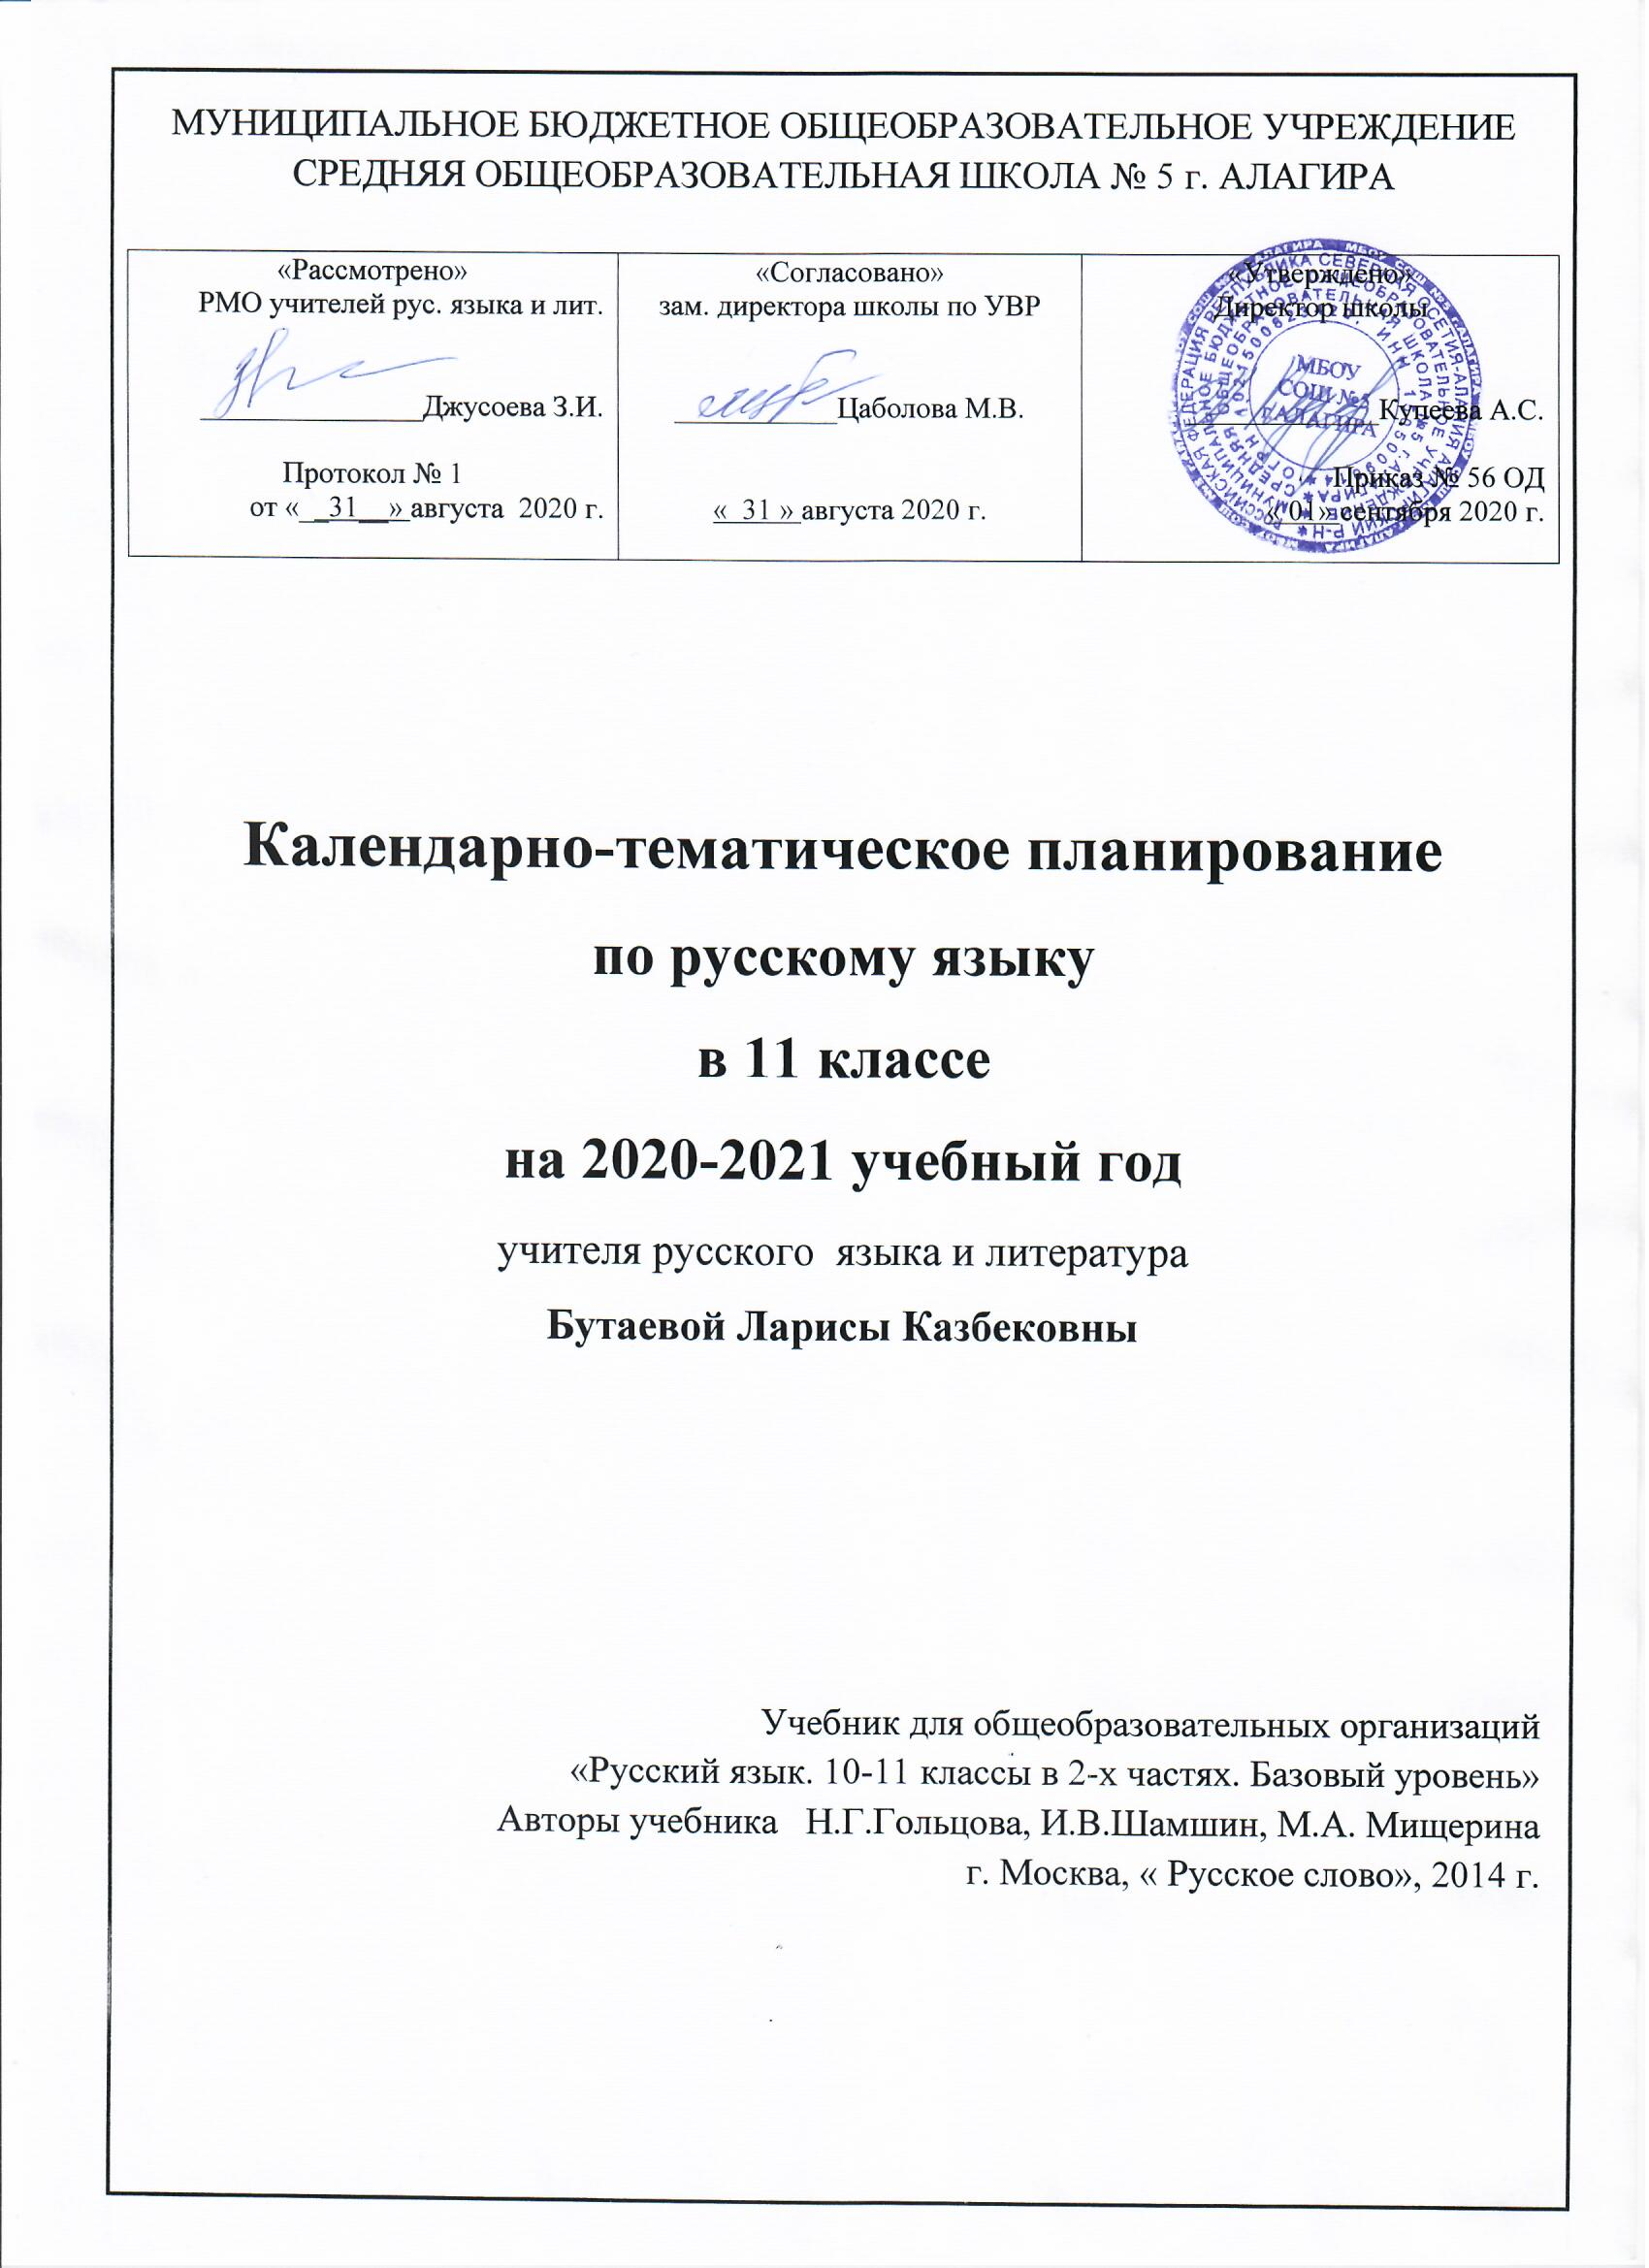 МУНИЦИПАЛЬНОЕ БЮДЖЕТНОЕ ОБЩЕОБРАЗОВАТЕЛЬНОЕ УЧРЕЖДЕНИЕ
СРЕДНЯЯ ОБЩЕОБРАЗОВАТЕЛЬНАЯ ШКОЛА № 5 г. АЛАГИРА
«Рассмотрено»
РМО учителей рус. языка и лит.
Джусоева З.И.
Протокол № 1
от «__31__» августа 2020 г.
«Согласовано»
зам. директора школы по УВР
Цаболова М.В.
« 31 » августа 2020 г.
«Утверждено»
Директор школы
Купеева А.С.
Приказ № 56 ОД
« 01» сентября 2020 г.
МБОУ
СОШ №5
г.АЛАГИРА
Календарно-тематическое планирование
по русскому языку
в 11 классе
на 2020-2021 учебный год
учителя русского  языка и литература
Бутаевой Ларисы Казбековны
Учебник для общеобразовательных организаций
«Русский язык. 10-11 классы в 2-х частях. Базовый уровень»
Авторы учебника   Н.Г.Гольцова, И.В.Шамшин, М.А. Мищерина
г. Москва, « Русское слово», 2014 г.